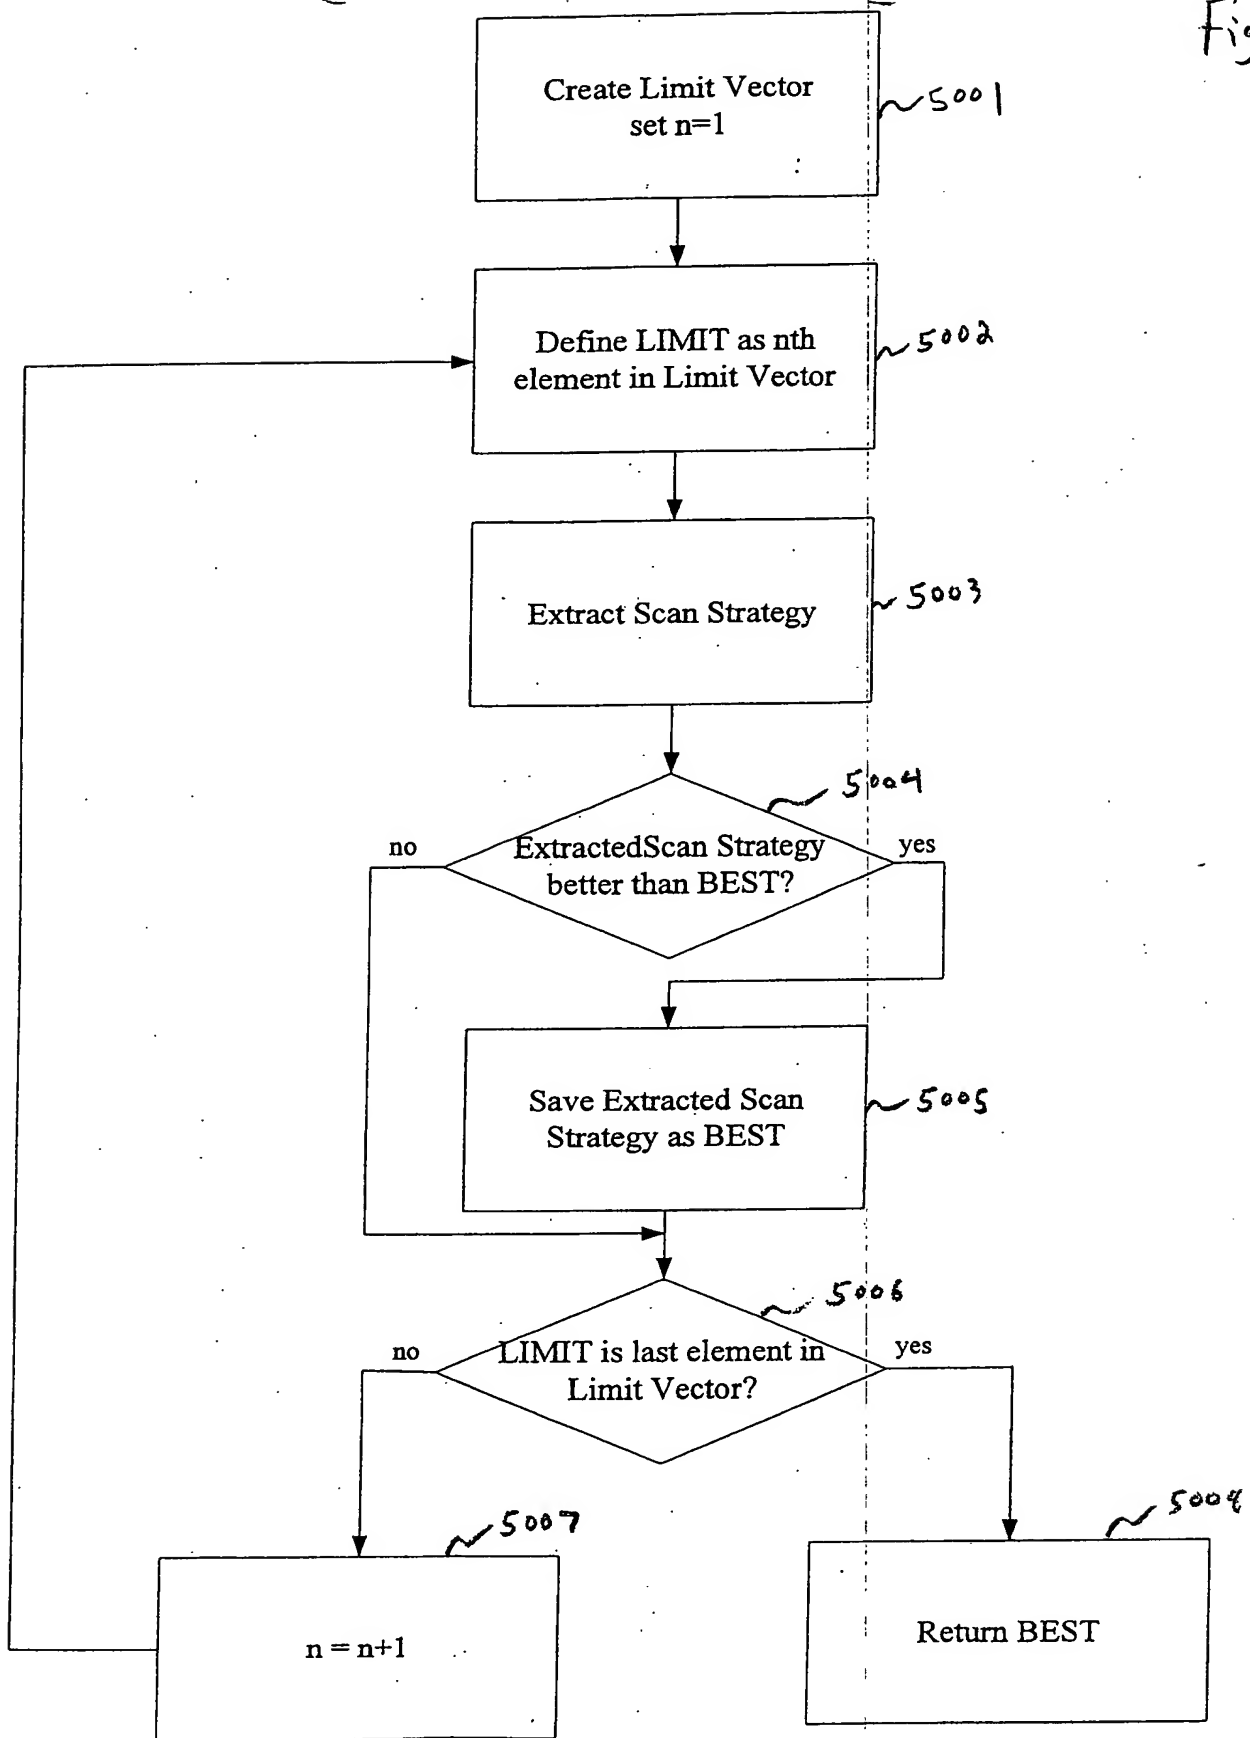 Fig
Create Limit Vector
set n=1
5001
Define LIMIT as nth
element in Limit Vector
5002
Extract Scan Strategy
5003
5004
no
ExtractedScan Strategy
better than BEST?
yes
Save Extracted Scan
Strategy as BEST
5005
5006
no
LIMIT is last element in
Limit Vector?
yes
5007
n = n+1
Return BEST